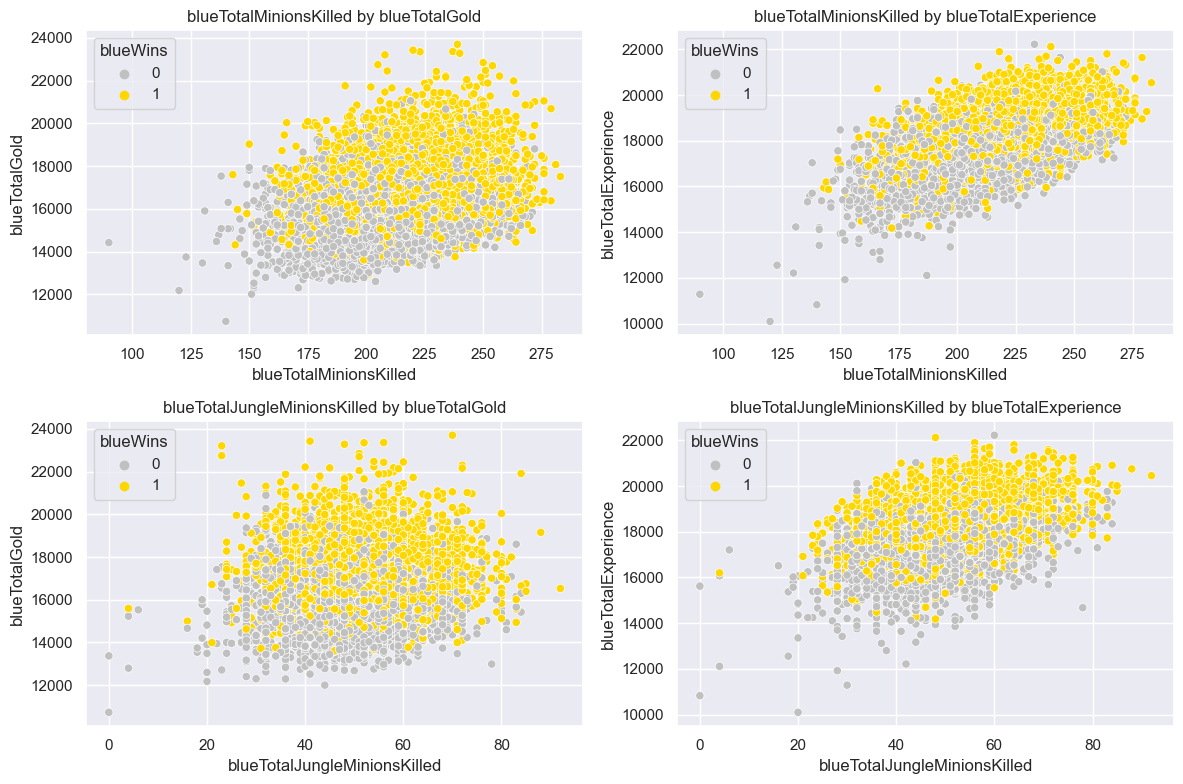 blueTotalMinionsKilled by blueTotalGold
blueWins
0
1
24000
22000
20000
18000
16000
14000
12000
blueTotalGold
100 125 150 175 200 225 250 275
blueTotalMinionsKilled
blueTotalMinionsKilled by blueTotalExperience
blueWins
0
1
22000
20000
18000
16000
14000
12000
10000
blueTotalExperience
100 125 150 175 200 225 250 275
blueTotalMinionsKilled
blueTotalJungleMinionsKilled by blueTotalGold
blueWins
0
1
24000
22000
20000
18000
16000
14000
12000
blueTotalGold
0 20 40 60 80
blueTotalJungleMinionsKilled
blueTotalJungleMinionsKilled by blueTotalExperience
blueWins
0
1
22000
20000
18000
16000
14000
12000
10000
blueTotalExperience
0 20 40 60 80
blueTotalJungleMinionsKilled